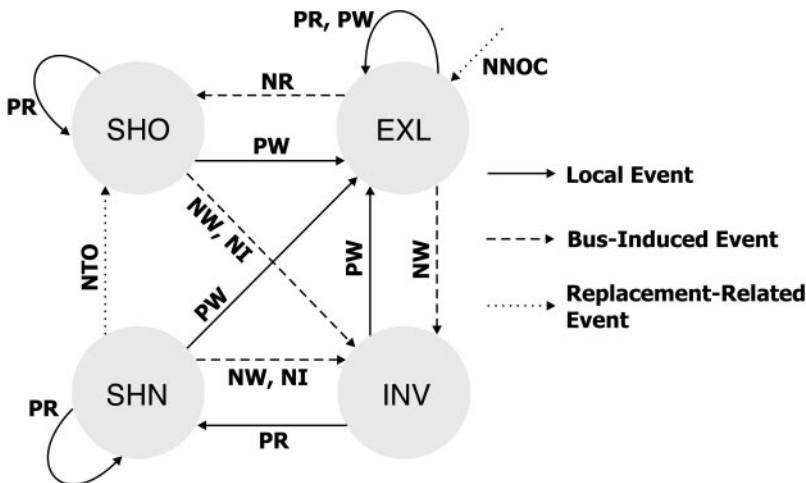 PR, PW
NNOC
NR
PR
SHO
EXL
PW
Local Event
NW, NI
Bus-Induced Event
NTO
PW
NW
PW
Replacement-Related
Event
NW, NI
SHN
INV
PR
PR